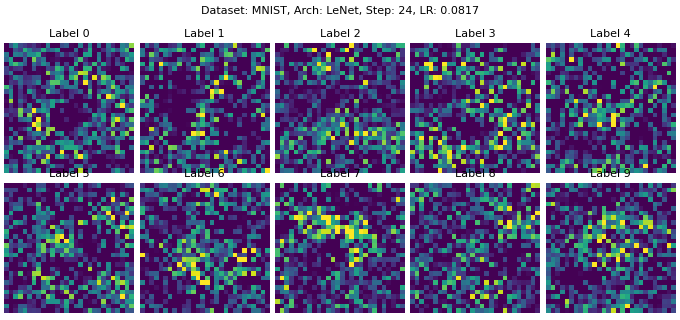 Dataset: MNIST, Arch: LeNet, Step: 24, LR: 0.0817
Label 0 Label 1 Label 2 Label 3 Label 4
Label 5 Label 6 Label 7 Label 8 Label 9